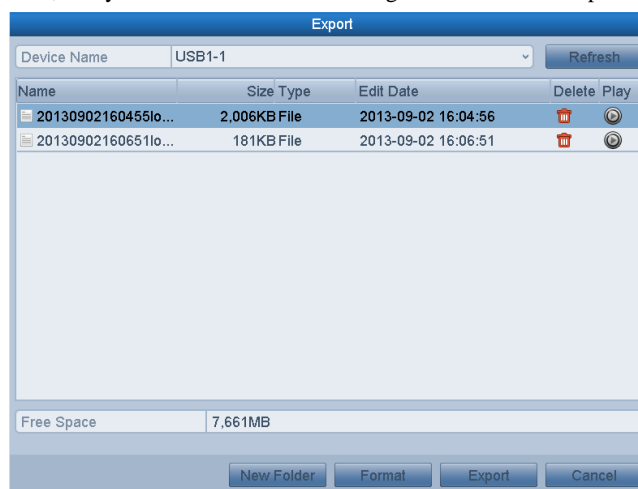 Export
Device Name USB1-1 Refresh
Name Size Type Edit Date Delete Play
20130902160455lo... 2,006KB File 2013-09-02 16:04:56
20130902160651lo... 181KB File 2013-09-02 16:06:51
Free Space 7,661MB
New Folder Format Export Cancel